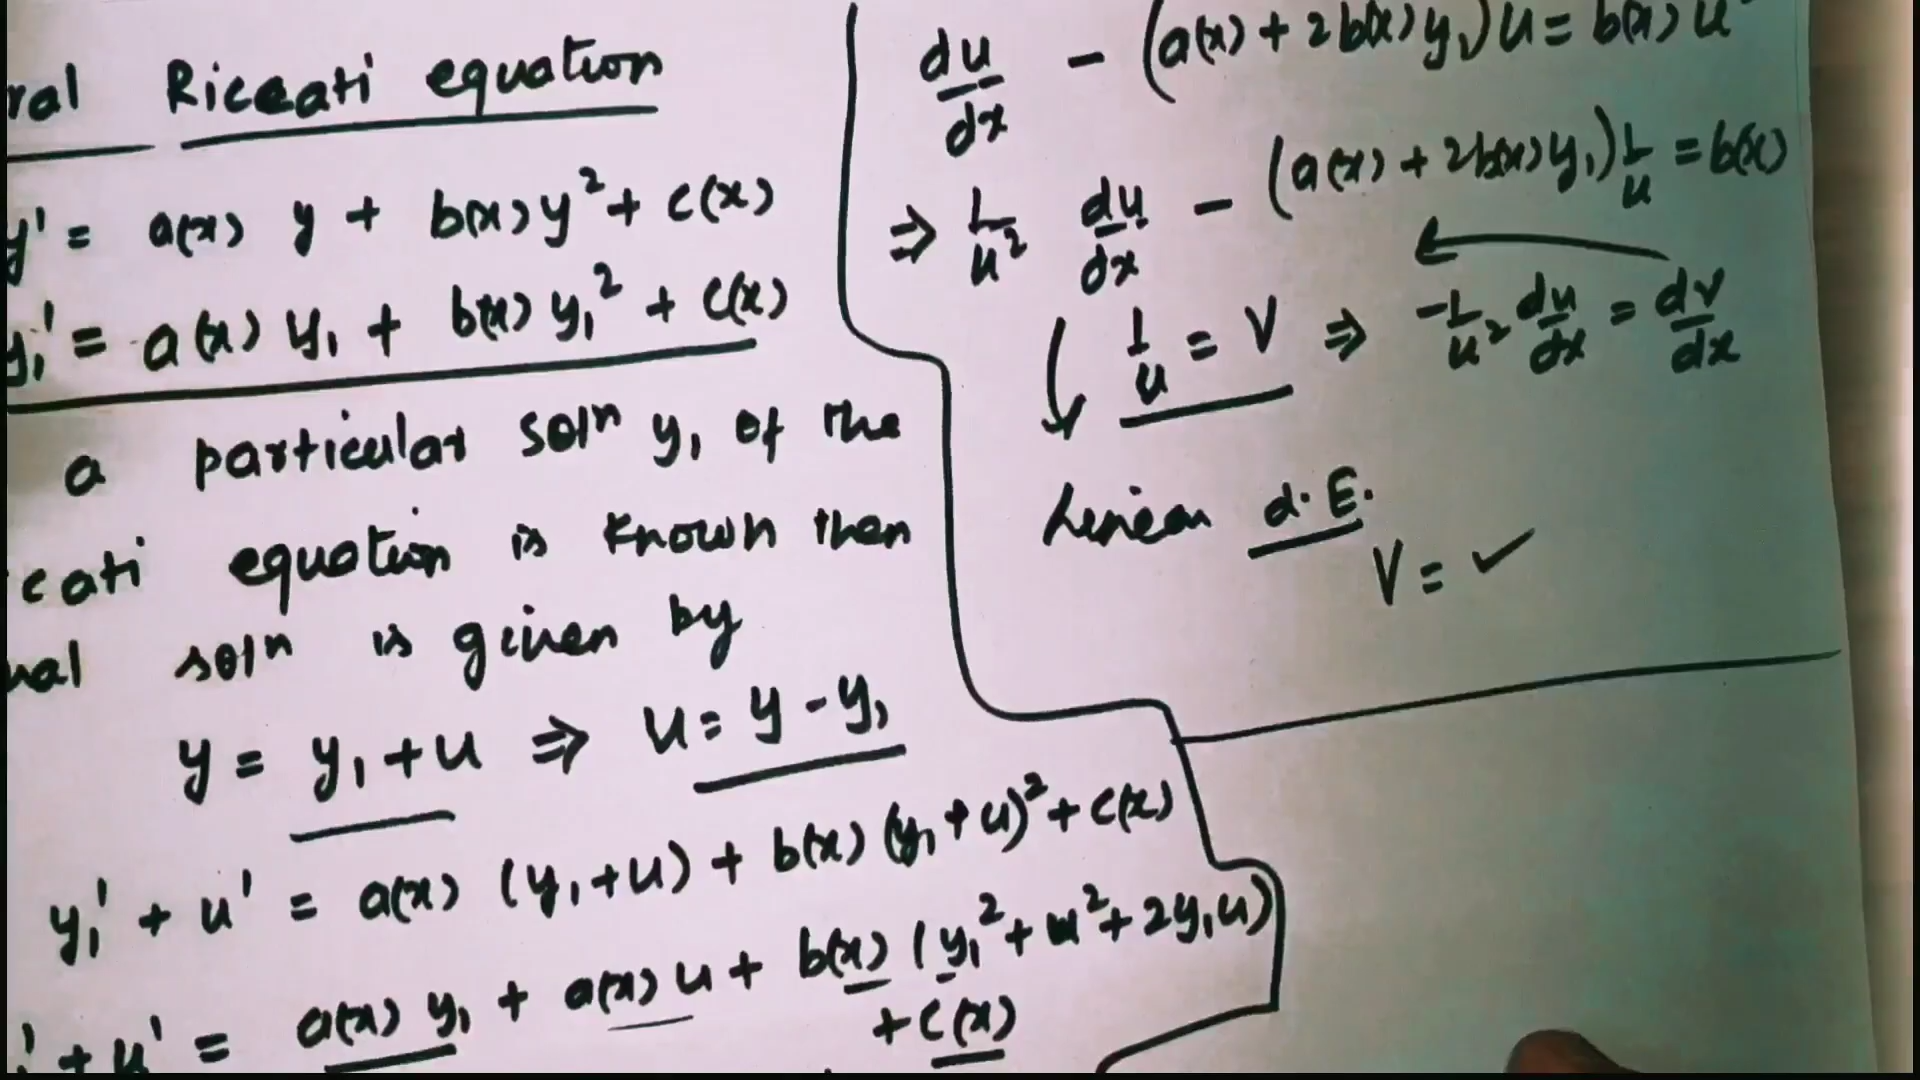 ral Riccati equation
y' = a(x) y + b(x) y² + c(x)
y₁' = a(x) y₁ + b(x) y₁² + c(x)
a particular solⁿ y₁ of the
cati equation is known then
solⁿ is given by
y = y₁ + u ⇒ u = y - y₁
y₁' + u' = a(x) (y₁ + u) + b(x) (y₁ + u)² + c(x)
' + u' = a(x) y₁ + a(x) u + b(x) (y₁² + u² + 2y₁u)
+ c(x)
du/dx - (a(x) + 2b(x) y₁) u = b(x) u²
⇒ 1/u² du/dx - (a(x) + 2b(x) y₁) 1/u = b(x)
1/u = V ⇒ -1/u² du/dx = dV/dx
Linear d.E.
V = ✓